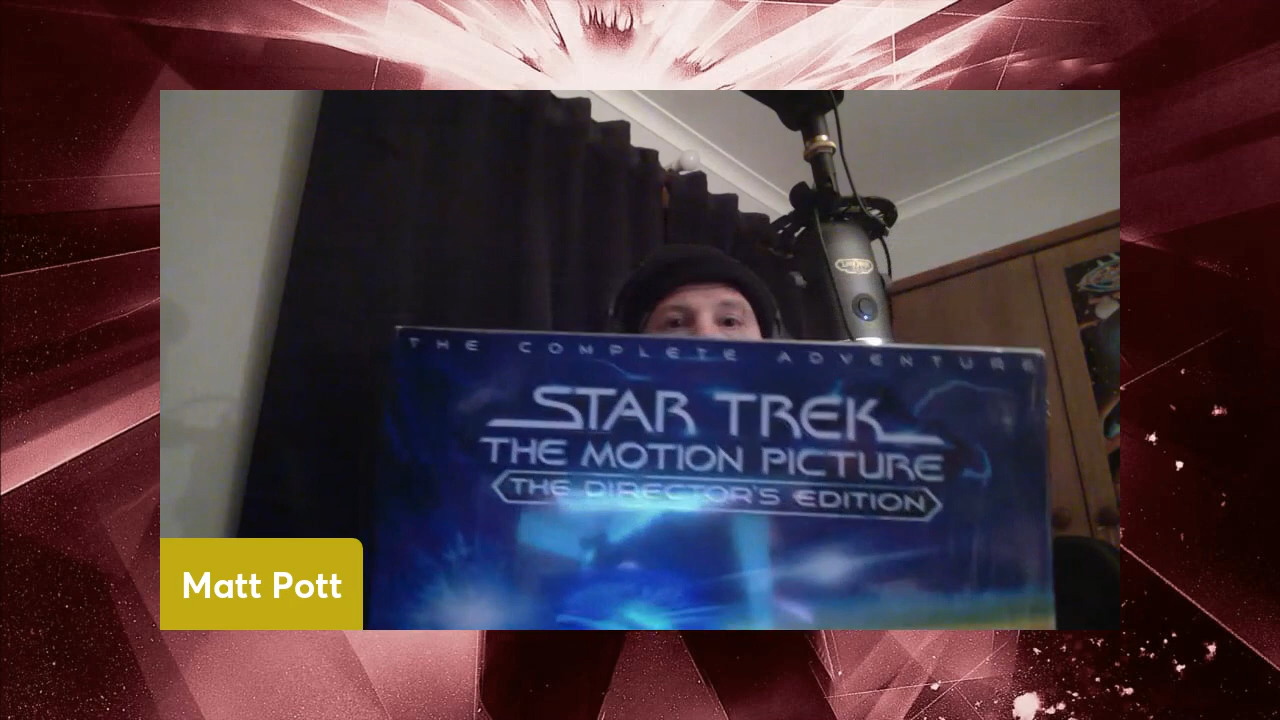 THE COMPLETE ADVENTURE
STAR TREK
THE MOTION PICTURE
THE DIRECTOR'S EDITION
Matt Pott